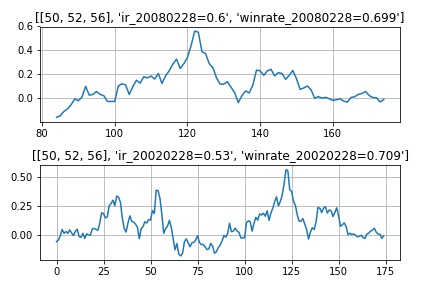 [[50, 52, 56], 'ir_20080228=0.6', 'winrate_20080228=0.699']
0.6
0.4
0.2
0.0
80 100 120 140 160
[[50, 52, 56], 'ir_20020228=0.53', 'winrate_20020228=0.709']
0.50
0.25
0.00
0 25 50 75 100 125 150 175